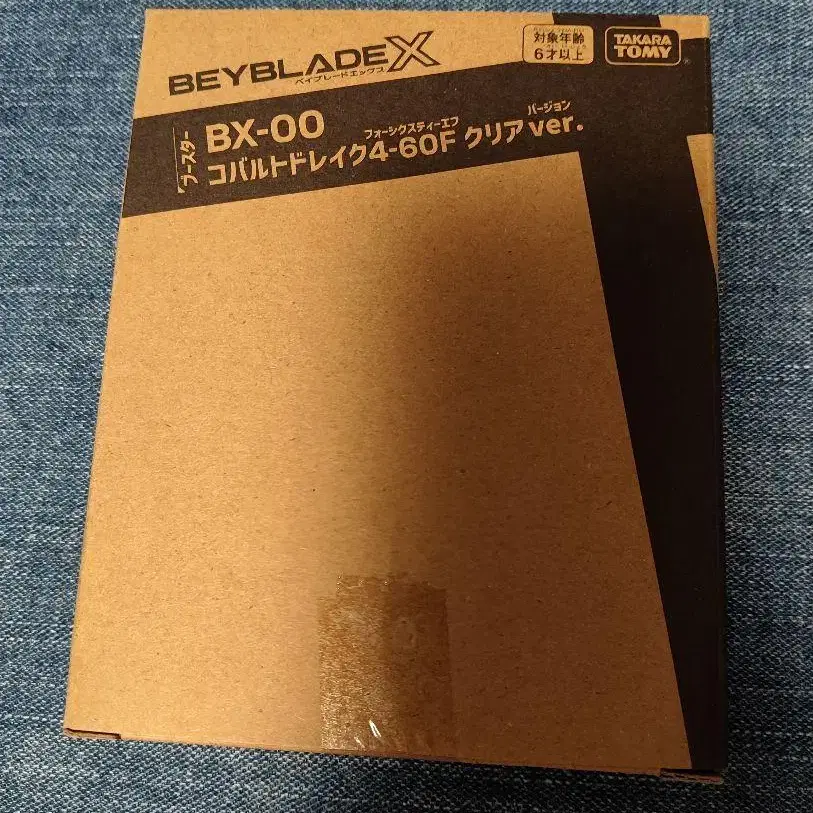 BEYBLADE X
ベイブレードエックス
対象年齢
6才以上
TAKARA
TOMY
ブースター
BX-00
フォーシクスティーエフ
バージョン
コバルトドレイク4-60F クリアver.